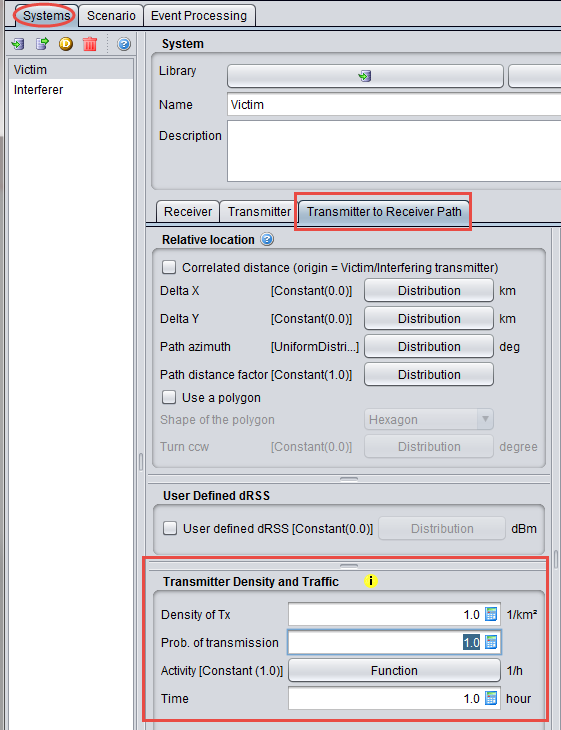 Systems Scenario Event Processing
D ?
Victim
Interferer
System
Library
Name Victim
Description
Receiver Transmitter Transmitter to Receiver Path
Relative location ?
Correlated distance (origin = Victim/Interfering transmitter)
Delta X [Constant(0.0)] Distribution km
Delta Y [Constant(0.0)] Distribution km
Path azimuth [UniformDistri...] Distribution deg
Path distance factor [Constant(1.0)] Distribution
Use a polygon
Shape of the polygon Hexagon
Turn ccw [Constant(0.0)] Distribution degree
User Defined dRSS
User defined dRSS [Constant(0.0)] Distribution dBm
Transmitter Density and Traffic i
Density of Tx 1.0 1/km²
Prob. of transmission 1.0
Activity [Constant (1.0)] Function 1/h
Time 1.0 hour